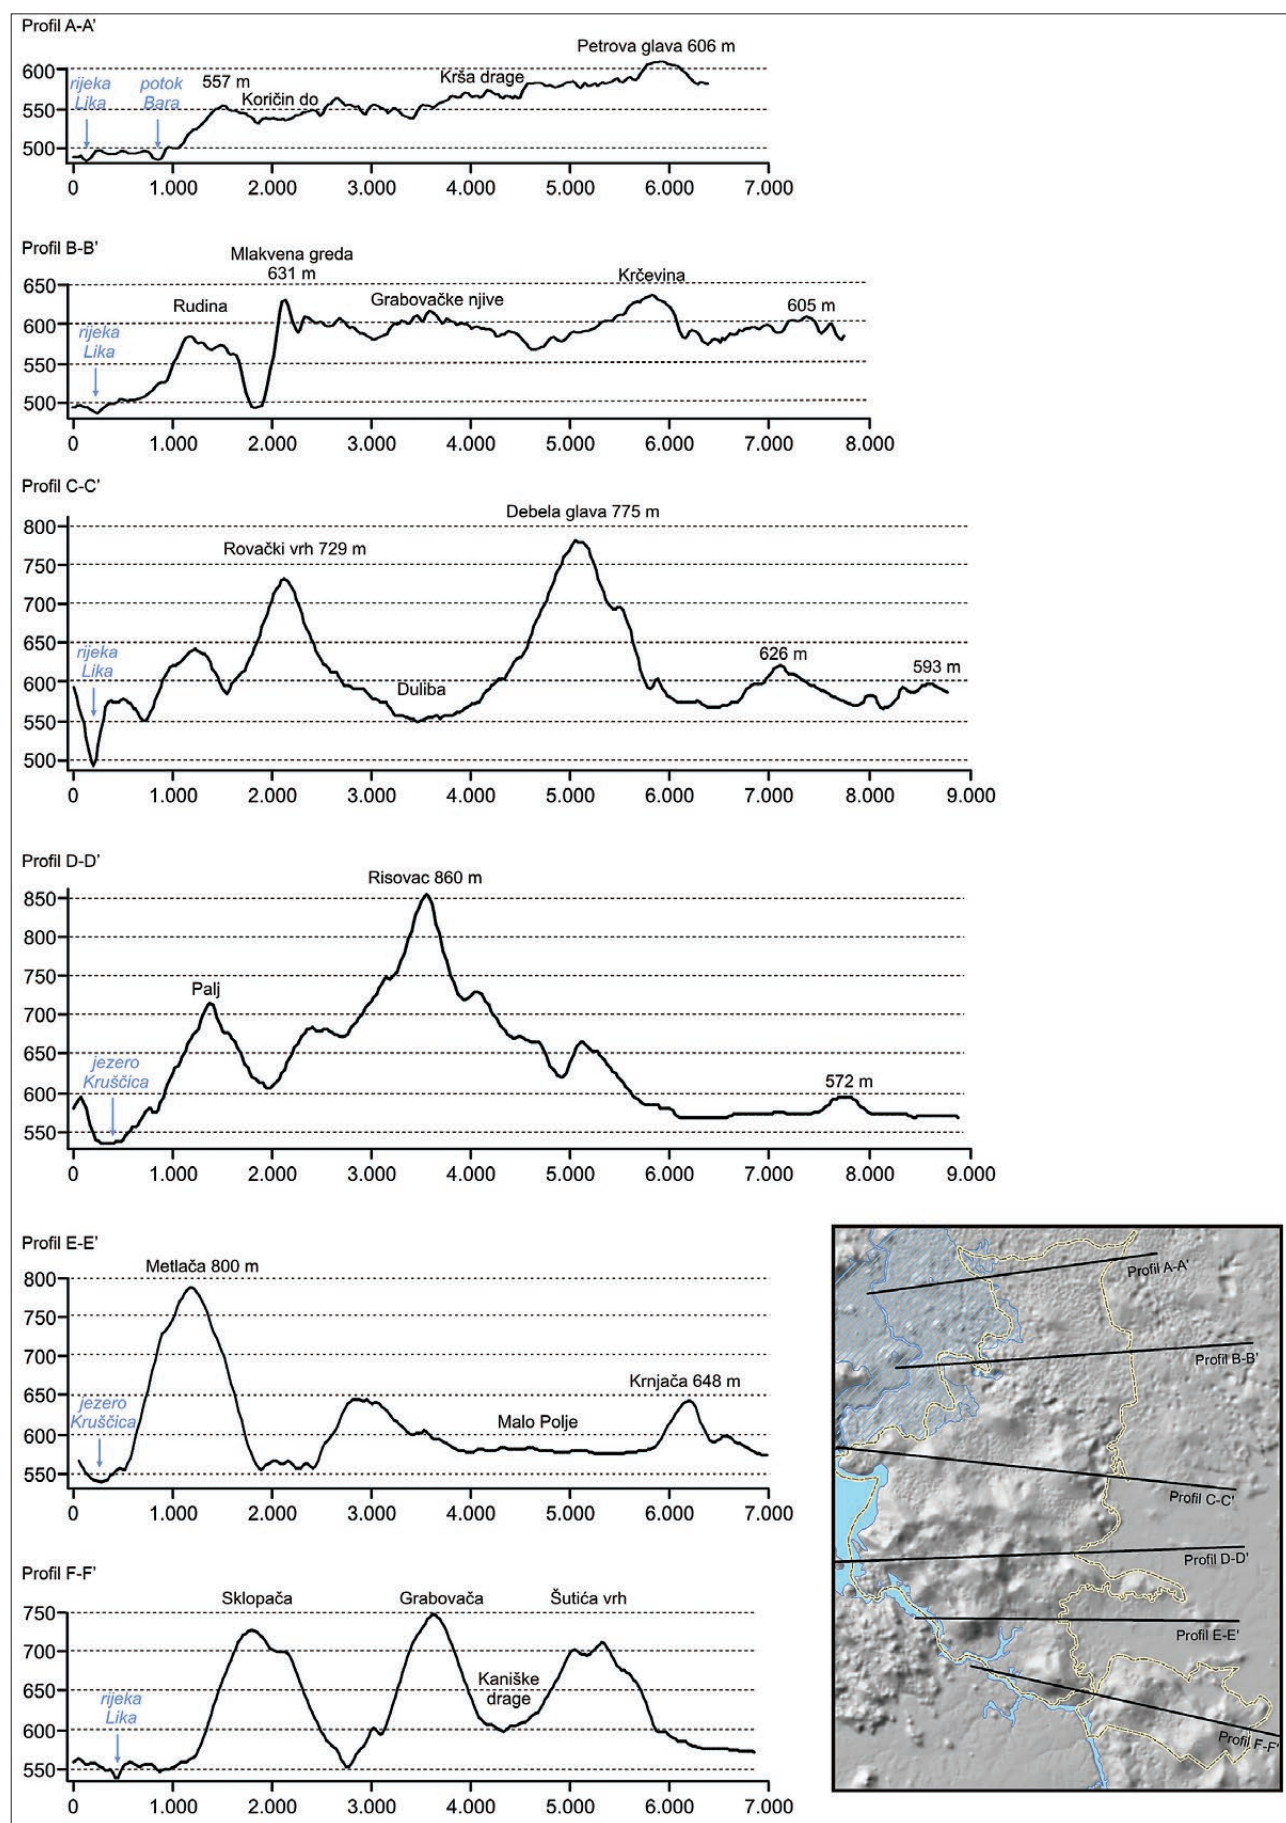 Profil A-A'
Petrova glava 606 m
600
rijeka
Lika
potok
Bara
557 m
Koričin do
Krša drage
550
500
0 1.000 2.000 3.000 4.000 5.000 6.000 7.000
Profil B-B'
Mlakvena greda
631 m
650
Rudina
Grabovačke njive
Krčevina
605 m
600
rijeka
Lika
550
500
0 1.000 2.000 3.000 4.000 5.000 6.000 7.000 8.000
Profil C-C'
Debela glava 775 m
800
Rovački vrh 729 m
750
700
650
rijeka
Lika
626 m
593 m
600
Duliba
550
500
0 1.000 2.000 3.000 4.000 5.000 6.000 7.000 8.000 9.000
Profil D-D'
Risovac 860 m
850
800
750
Palj
700
650
jezero
Kruščica
572 m
600
550
0 1.000 2.000 3.000 4.000 5.000 6.000 7.000 8.000 9.000
Profil E-E'
Metlača 800 m
800
750
700
650
Krnjača 648 m
jezero
Kruščica
Malo Polje
600
550
0 1.000 2.000 3.000 4.000 5.000 6.000 7.000
Profil F-F'
Sklopača
Grabovača
Šutića vrh
750
700
Kaniške
drage
650
rijeka
Lika
600
550
0 1.000 2.000 3.000 4.000 5.000 6.000 7.000
Profil A-A'
Profil B-B'
Profil C-C'
Profil D-D'
Profil E-E'
Profil F-F'